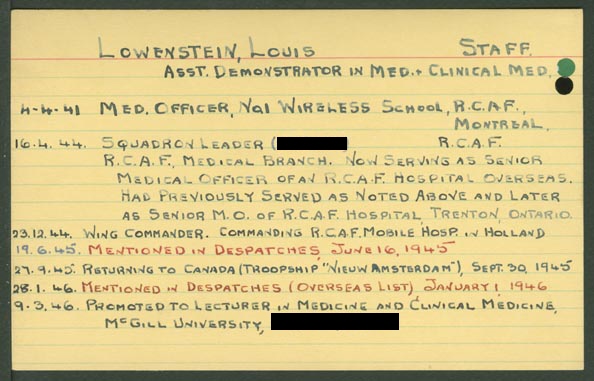 LOWENSTEIN, LOUIS STAFF.
ASST. DEMONSTRATOR IN MED. + CLINICAL MED.
4-4-41 MED. OFFICER, No1 WIRELESS SCHOOL, R.C.A.F.,
MONTREAL,
16.4.44. SQUADRON LEADER ( R.C.A.F.
R.C.A.F., MEDICAL BRANCH. NOW SERVING AS SENIOR
MEDICAL OFFICER OF AN R.C.A.F. HOSPITAL OVERSEAS.
HAD PREVIOUSLY SERVED AS NOTED ABOVE AND LATER
AS SENIOR M.O. OF R.C.A.F. HOSPITAL, TRENTON, ONTARIO.
23.12.44. WING COMMANDER. COMMANDING R.C.A.F. MOBILE HOSP. IN HOLLAND
19.6.45. MENTIONED IN DESPATCHES, JUNE 16, 1945
27.9.45. RETURNING TO CANADA (TROOPSHIP "NIEUW AMSTERDAM"), SEPT. 30, 1945
28.1.46. MENTIONED IN DESPATCHES (OVERSEAS LIST) JANUARY 1, 1946
9.3.46. PROMOTED TO LECTURER IN MEDICINE AND CLINICAL MEDICINE,
MCGILL UNIVERSITY,